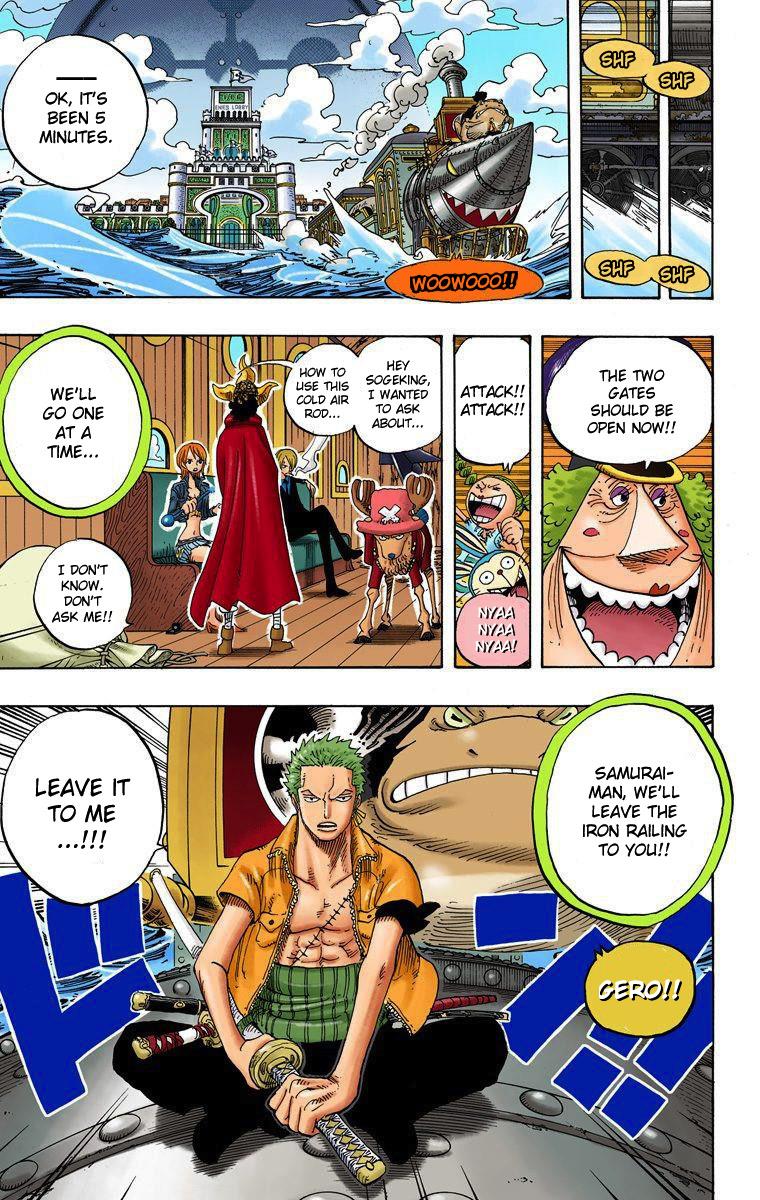 SHF
SHF
SHF
SHF
OK, IT'S
BEEN 5
MINUTES.
ENIES LOBBY
WOOWOOO!!
THE TWO
GATES
SHOULD BE
OPEN NOW!!
ATTACK!!
ATTACK!!
NYAA
NYAA
NYAA!
HEY
SOGEKING,
I WANTED
TO ASK
ABOUT...
HOW TO
USE THIS
COLD AIR
ROD...
WE'LL
GO ONE
AT A
TIME...
I DON'T
KNOW.
DON'T
ASK ME!!
SAMURAI-
MAN, WE'LL
LEAVE THE
IRON RAILING
TO YOU!!
GERO!!
LEAVE IT
TO ME
...!!!
ドン